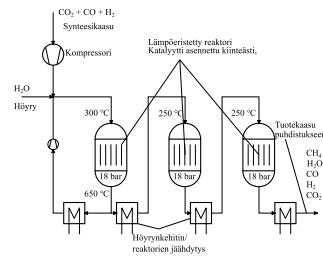 CO2 + CO + H2
Synteesikaasu
Kompressori
Lämpöeristetty reaktori
Katalyytti asennettu kiinteästi,
H2O
Höyry
300 °C
250 °C
250 °C
Tuotekaasu
puhdistukseen
18 bar
18 bar
18 bar
CH4
H2O
CO
H2
CO2
650 °C
Höyrynkehitin/
reaktorien jäähdytys